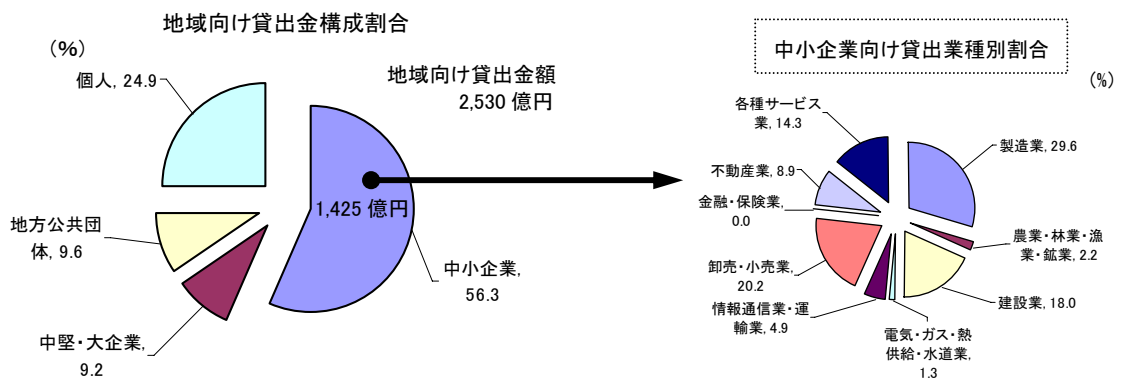 地域向け貸出金構成割合
(%)
個人, 24.9
地域向け貸出金額
2,530 億円
1,425 億円
地方公共団
体, 9.6
中堅・大企業,
9.2
中小企業,
56.3
中小企業向け貸出業種別割合
(%)
各種サービス
業, 14.3
製造業, 29.6
不動産業, 8.9
金融・保険業,
0.0
農業・林業・漁
業・鉱業, 2.2
卸売・小売業,
20.2
建設業, 18.0
情報通信業・運
輸業, 4.9
電気・ガス・熱
供給・水道業,
1.3